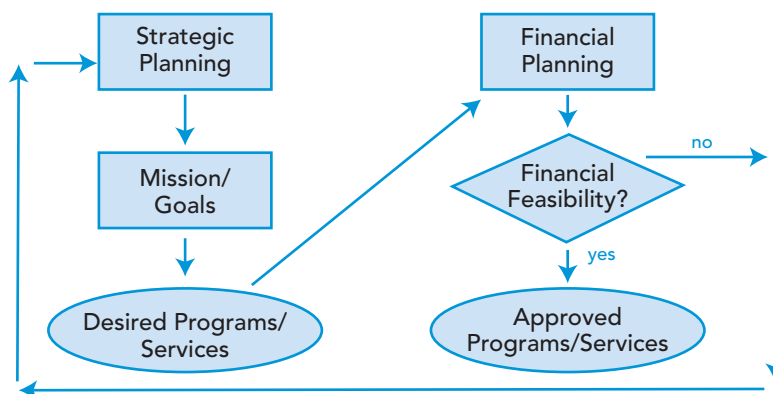 Strategic
Planning
Mission/
Goals
Desired Programs/
Services
Financial
Planning
Financial
Feasibility?
no
yes
Approved
Programs/Services